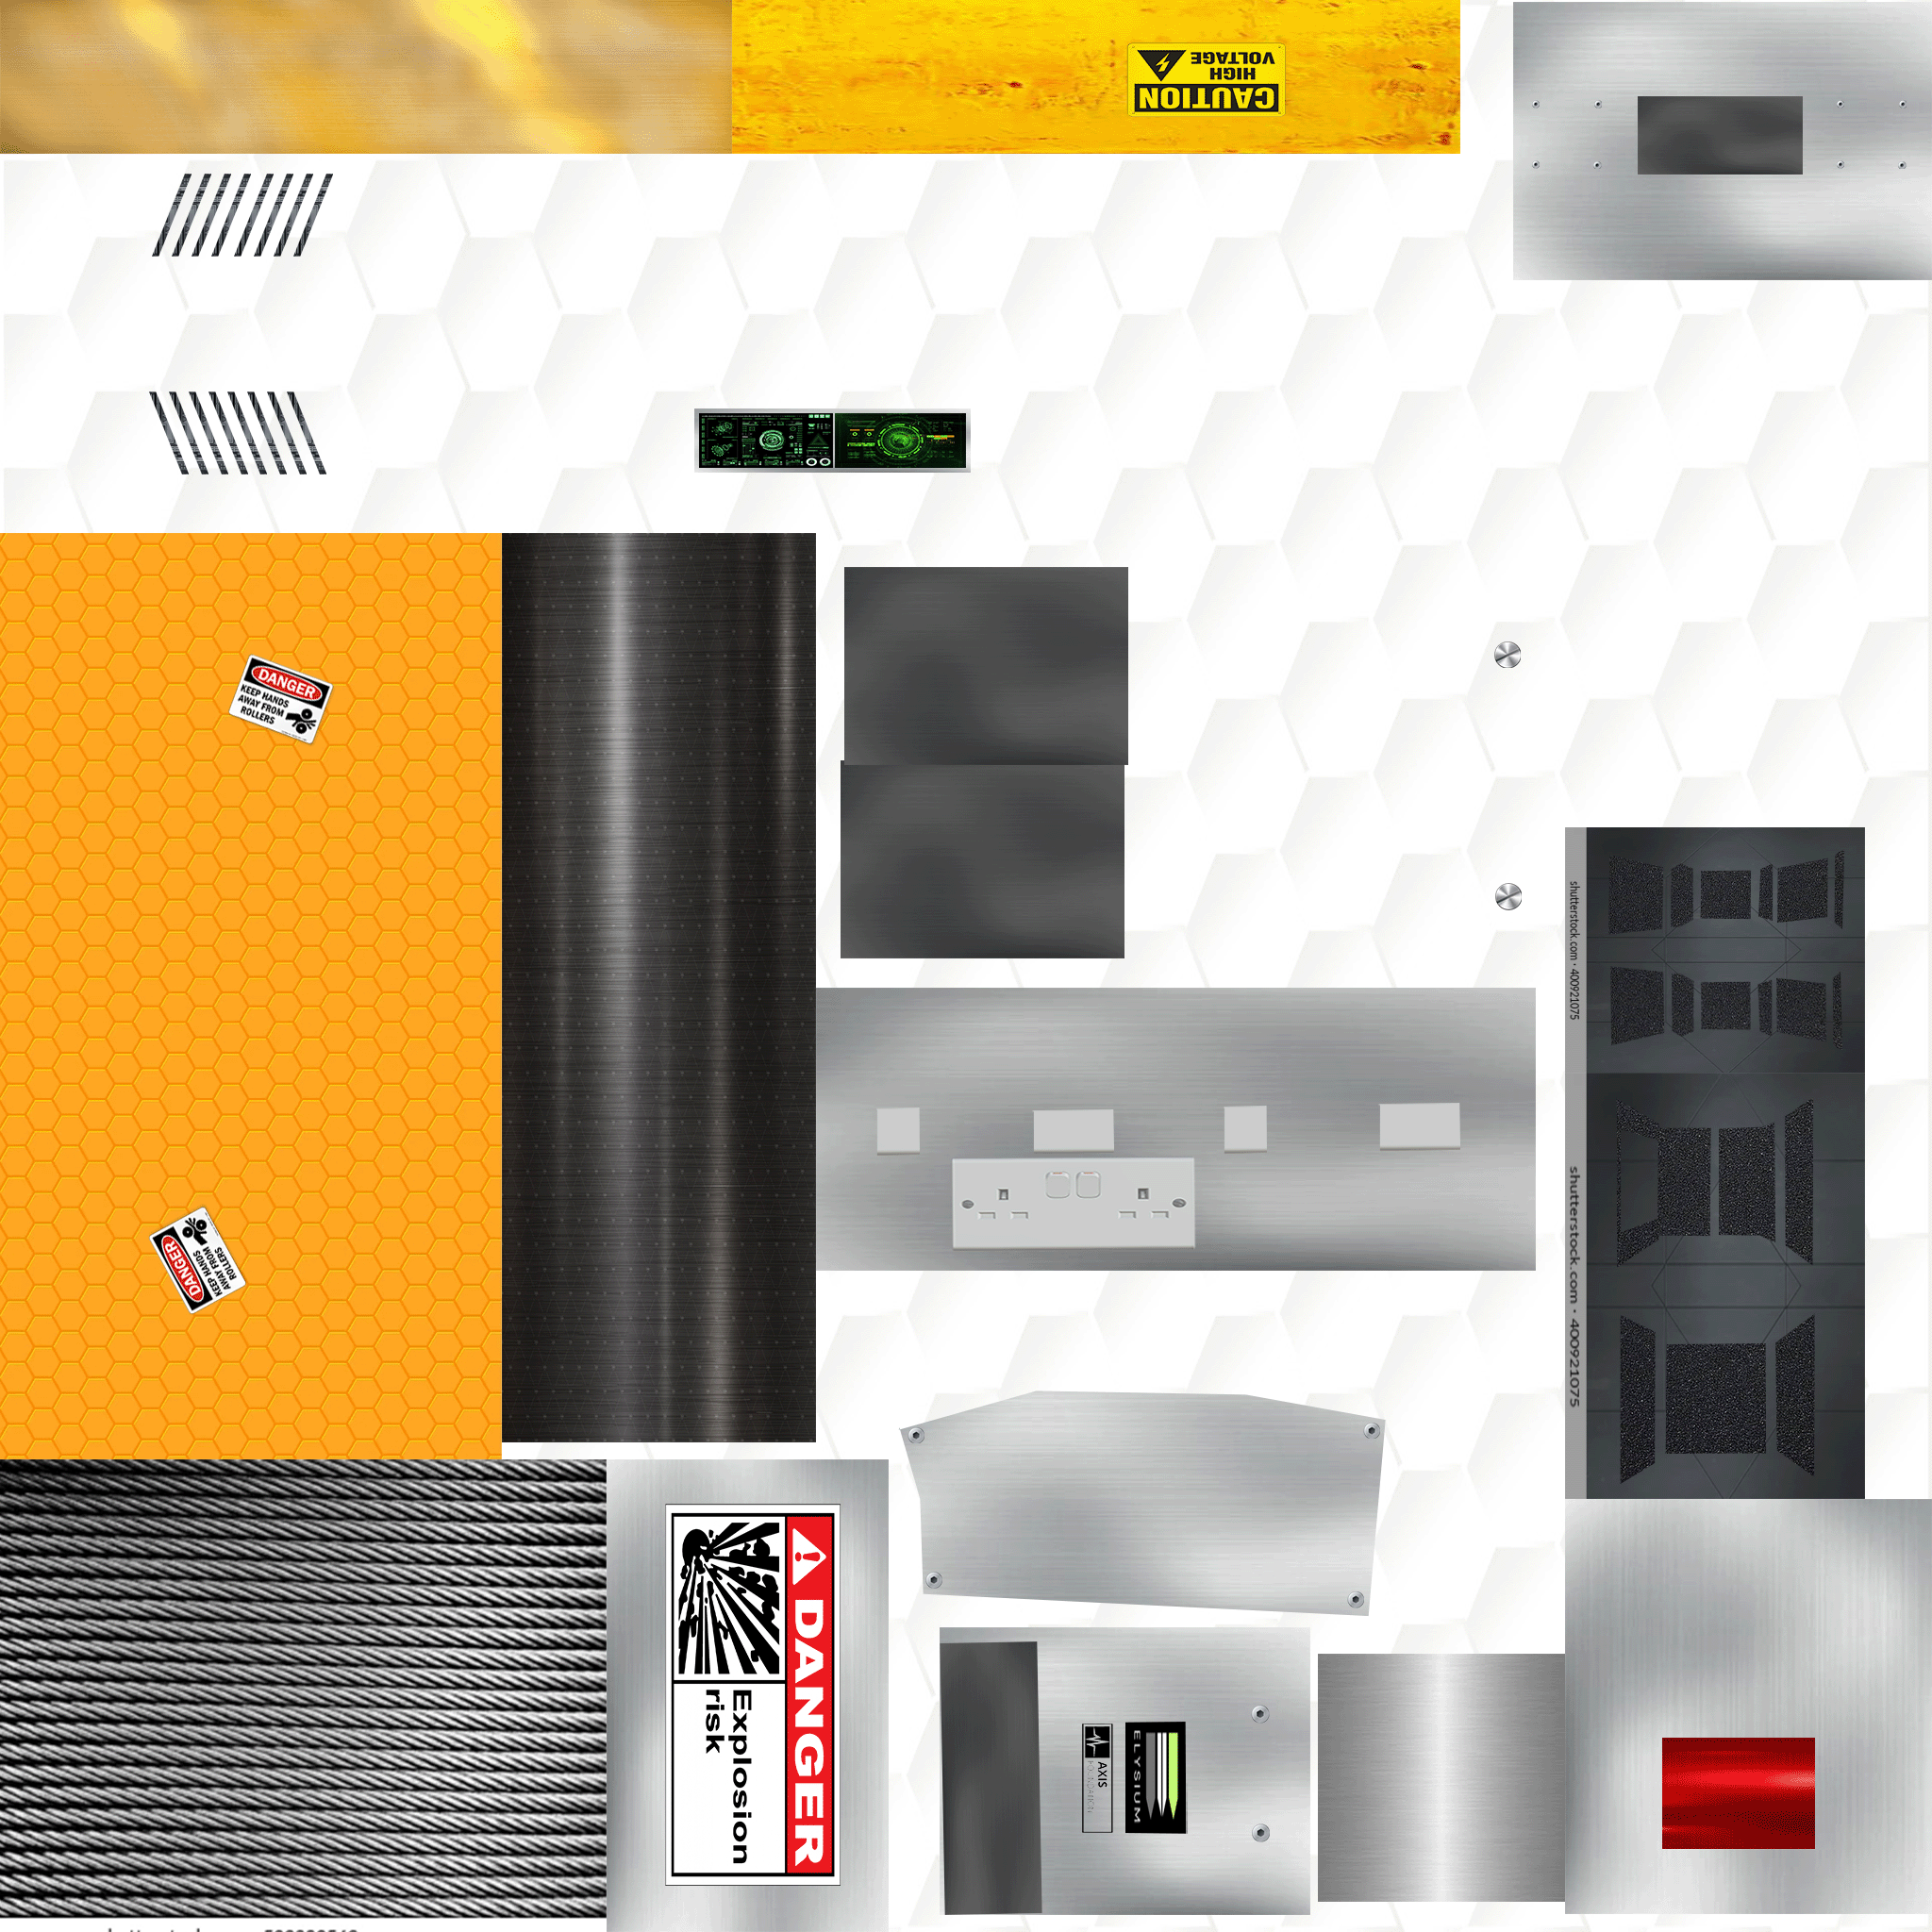 CAUTION
HIGH
VOLTAGE
DANGER
KEEP HANDS
AWAY FROM
ROLLERS
shutterstock.com · 400921075
DANGER
KEEP HANDS
AWAY FROM
ROLLERS
shutterstock.com · 400921075
DANGER
Explosion
risk
ELYSIUM
AXIS